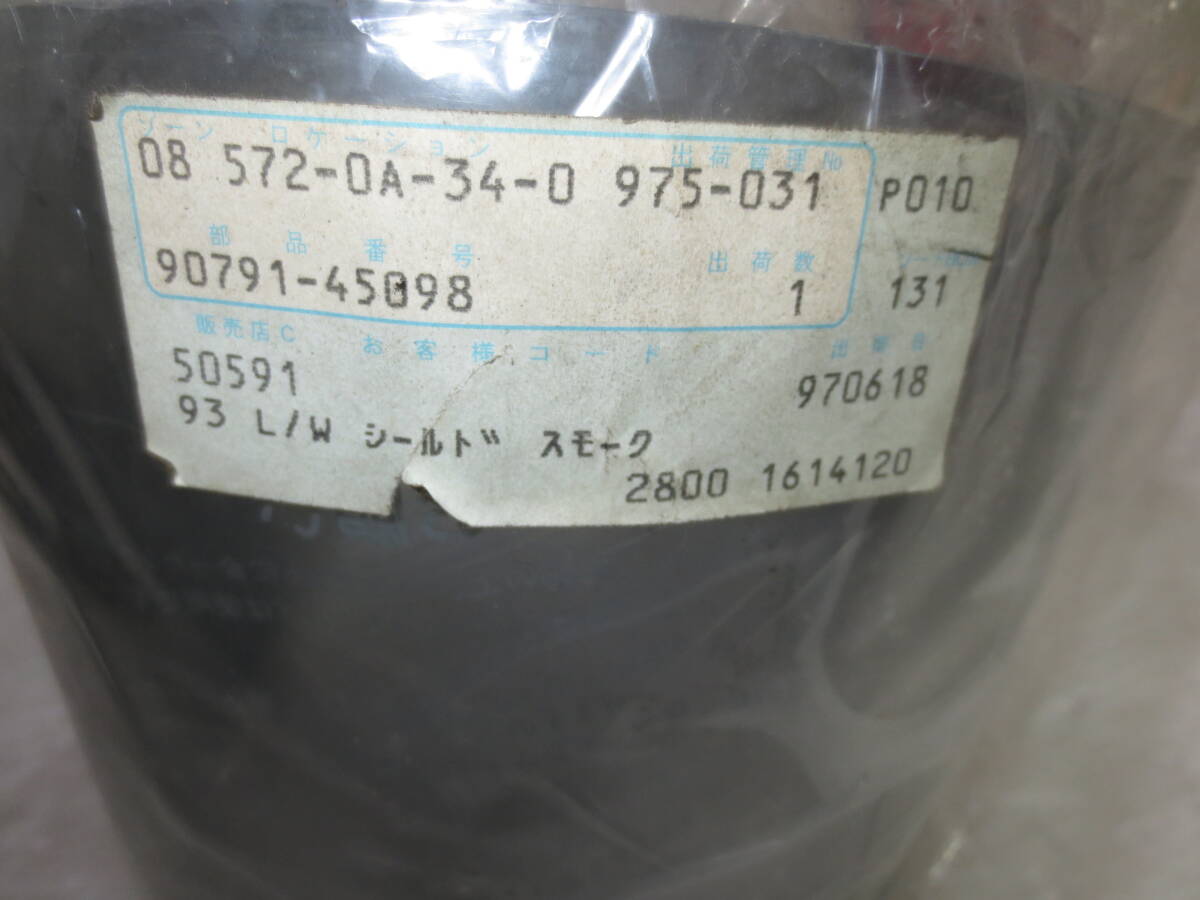 ゾーン ロケーション 出荷管理No
08 572-0A-34-0 975-031 P010
部品番号 出荷数
90791-45098 1 131
販売店C お客様コード
50591 970618
93 L/W シールド スモーク
2800 1614120